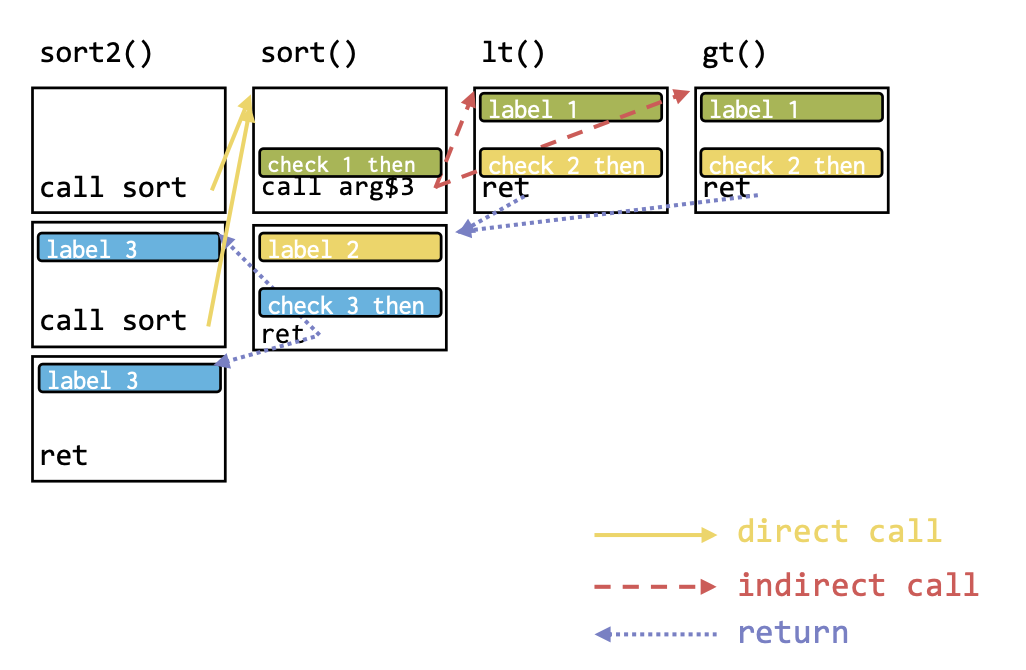 sort2()
sort()
lt()
gt()
call sort
check 1 then
call arg$3
label 1
check 2 then
ret
label 1
check 2 then
ret
label 3
call sort
label 2
check 3 then
ret
label 3
ret
direct call
indirect call
return